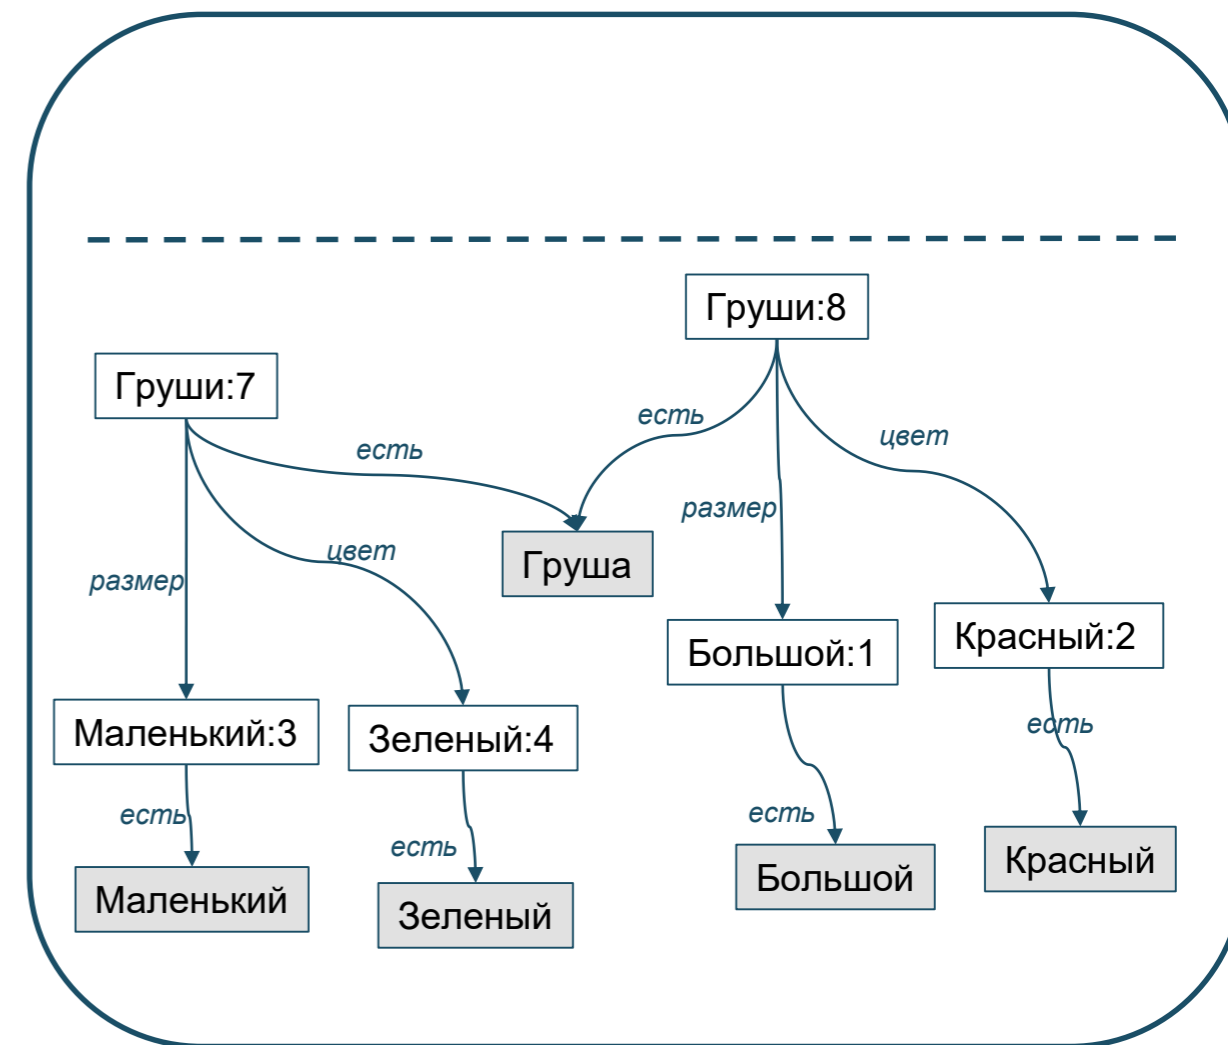 Груши:8
Груши:7
есть
цвет
есть
размер
цвет
Груша
размер
Красный:2
Большой:1
есть
Маленький:3
Зеленый:4
есть
есть
есть
Красный
Большой
Маленький
Зеленый